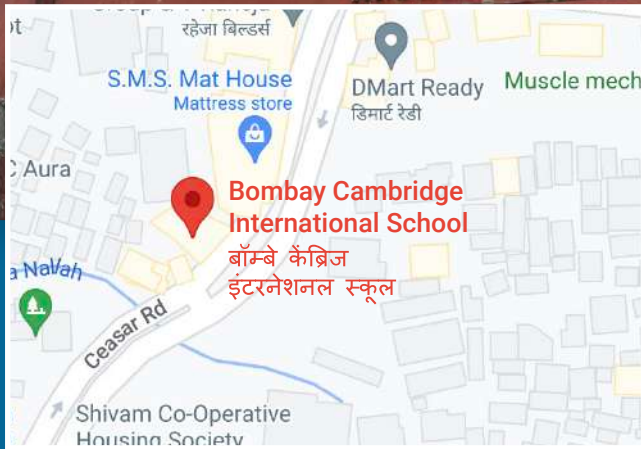 रहेजा बिल्डर्स
S.M.S. Mat House
Mattress store
DMart Ready
डिमार्ट रेडी
Muscle mech
Aura
Bombay Cambridge
International School
बॉम्बे केंब्रिज
इंटरनेशनल स्कूल
a Nallah
Ceasar Rd
Shivam Co-Operative
Housing Society